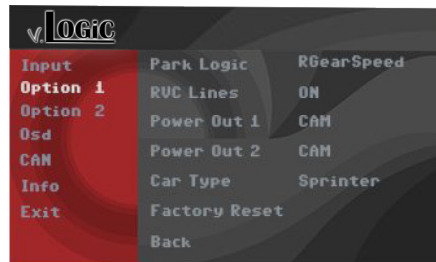 v.LOGiC
Input
Option 1
Option 2
Osd
CAN
Info
Exit
Park Logic RGearSpeed
RVC Lines ON
Power Out 1 CAM
Power Out 2 CAM
Car Type Sprinter
Factory Reset
Back